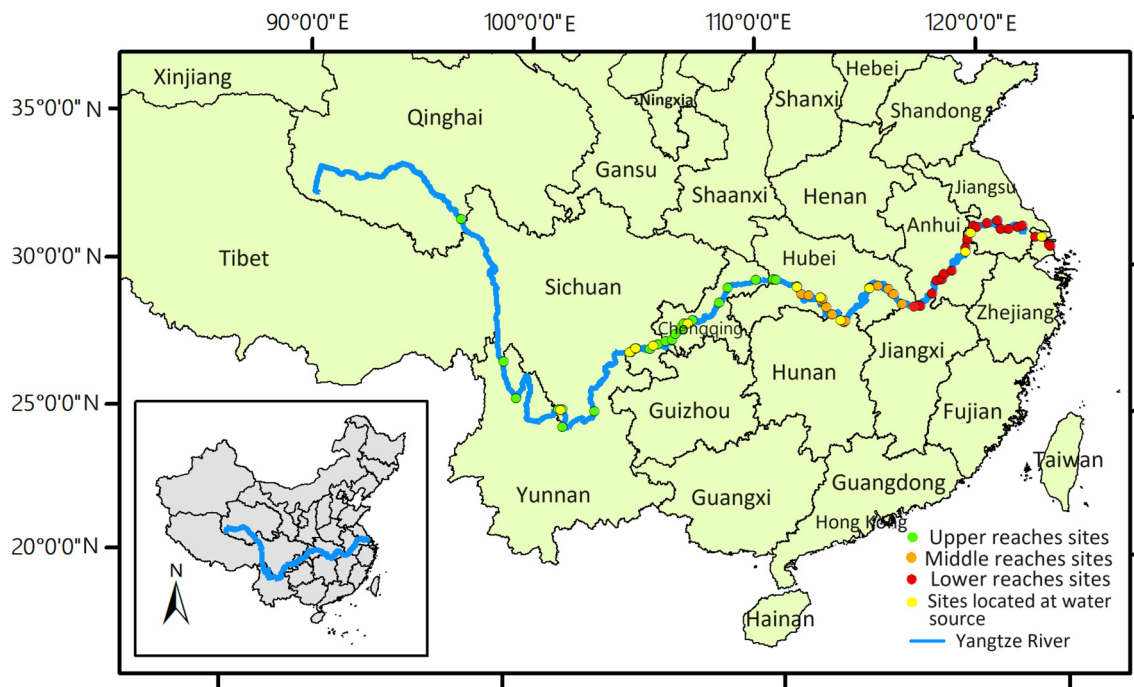 90°0'0"E
100°0'0"E
110°0'0"E
120°0'0"E
35°0'0" N
30°0'0" N
25°0'0" N
20°0'0" N
Xinjiang
Qinghai
Ningxia
Shanxi
Hebei
Shandong
Gansu
Shaanxi
Henan
Jiangsu
Anhui
Tibet
Sichuan
Hubei
Chongqing
Zhejiang
Jiangxi
Hunan
Guizhou
Fujian
Taiwan
Yunnan
Guangxi
Guangdong
Hong Kong
Hainan
N
Upper reaches sites
Middle reaches sites
Lower reaches sites
Sites located at water
source
Yangtze River